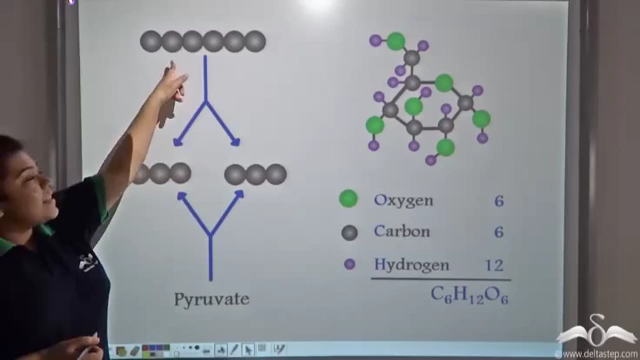 Oxygen 6
Carbon 6
Hydrogen 12
C₆H₁₂O₆
Pyruvate
© www.deltastep.com